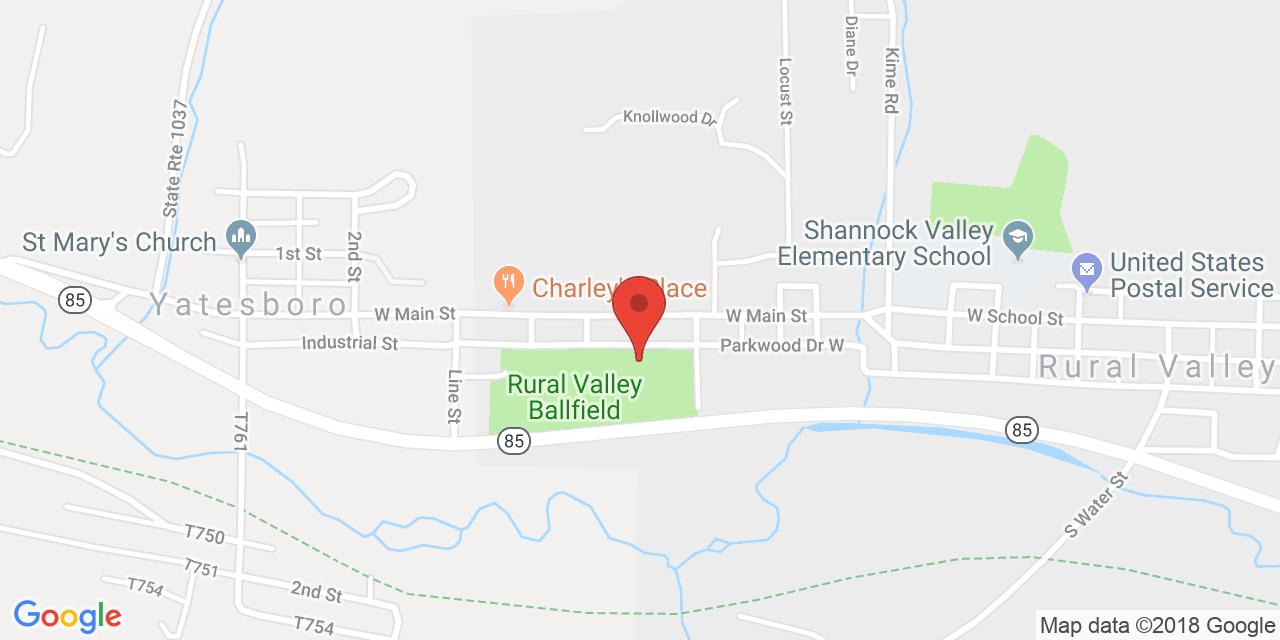 Diane Dr
Kime Rd
Locust St
Knollwood Dr
State Rte 1037
St Mary's Church
1st St
2nd St
Shannock Valley
Elementary School
United States
Postal Service
Charley's Place
85
Yatesboro
W Main St
W Main St
W School St
Industrial St
Parkwood Dr W
Rural Valley
Line St
Rural Valley
Ballfield
T761
85
85
S Water St
T750
T751
T754
2nd St
T754
Google
Map data ©2018 Google